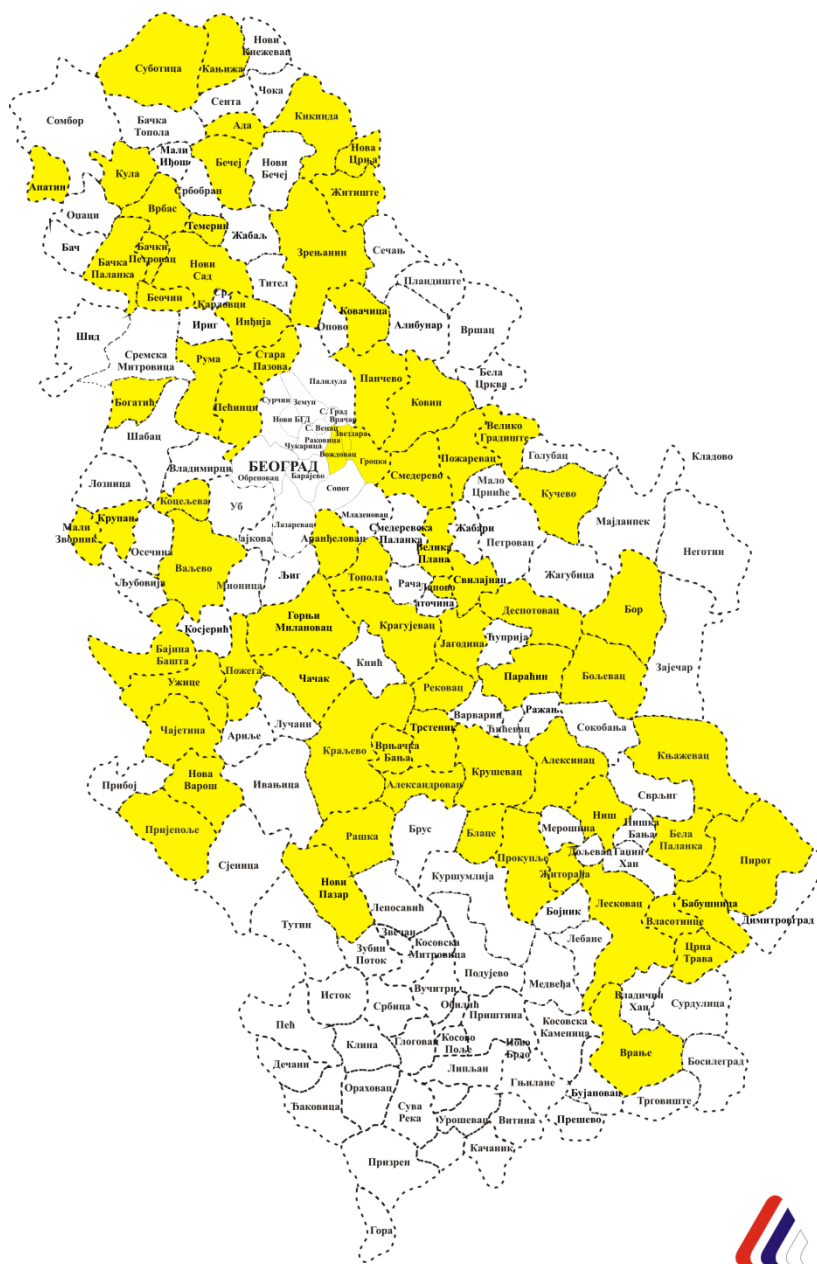 Нови
Кнежевац
Суботица
Кањижа
Чока
Сента
Сомбор
Бачка
Топола
Кикинда
Ада
Мали
Иђош
Нова
Црња
Бечеј
Нови
Бечеј
Кула
Апатин
Србобран
Житиште
Врбас
Оџаци
Темерин
Жабаљ
Бач
Бачки
Петровац
Зрењанин
Сечањ
Бачка
Паланка
Нови
Сад
Тител
Пландиште
Беочин
Ср.
Карловци
Ковачица
Ириг
Инђија
Опово
Алибунар
Вршац
Шид
Сремска
Митровица
Рума
Стара
Пазова
Бела
Црква
Палилула
Панчево
Богатић
Пећинци
Сурчин
Земун
Ковин
С. Град
Нови БГД
Врачар
Велико
Градиште
С. Венац
Звездара
Шабац
Раковица
Чукарица
Вождовац
Гроцка
Пожаревац
Голубац
Кладово
Владимирци
БЕОГРАД
Смедерево
Обреновац
Барајево
Мало
Црниће
Лозница
Сопот
Кучево
Коцељева
Уб
Младеновац
Мајданпек
Крупањ
Лазаревац
Смедеревска
Паланка
Жабари
Мали
Зворник
Аранђеловац
Петровац
Неготин
Осечина
Велика
Плана
Ваљево
Жагубица
Љубовија
Мионица
Љиг
Топола
Рача
Свилајнац
Лапово
Деспотовац
Бор
Косјерић
Горњи
Милановац
Крагујевац
Ћуприја
Јагодина
Бајина
Башта
Пожега
Кнић
Зајечар
Ужице
Чачак
Параћин
Бољевац
Рековац
Ражањ
Лучани
Варварин
Чајетина
Трстеник
Ћићевац
Сокобања
Ариље
Краљево
Врњачка
Бања
Књажевац
Алексинац
Нова
Варош
Крушевац
Прибој
Ивањица
Александровац
Сврљиг
Ниш
Нишка
Бања
Пријепоље
Рашка
Брус
Блаце
Мерошина
Бела
Паланка
Прокупље
Дољевац
Гаџин
Хан
Пирот
Сјеница
Куршумлија
Житорађа
Нови
Пазар
Лесковац
Бабушница
Лепосавић
Бојник
Димитровград
Тутин
Власотинце
Звечан
Лебане
Зубин
Поток
Косовска
Митровица
Црна
Трава
Подујево
Медвеђа
Вучитрн
Исток
Владичин
Хан
Србица
Обилић
Сурдулица
Приштина
Косовска
Каменица
Пећ
Клина
Глоговац
Косово
Поље
Ново
Брдо
Врање
Дечани
Липљан
Босилеград
Гњилане
Ораховац
Бујановац
Ђаковица
Трговиште
Сува
Река
Урошевац
Витина
Прешево
Качаник
Призрен
Гора